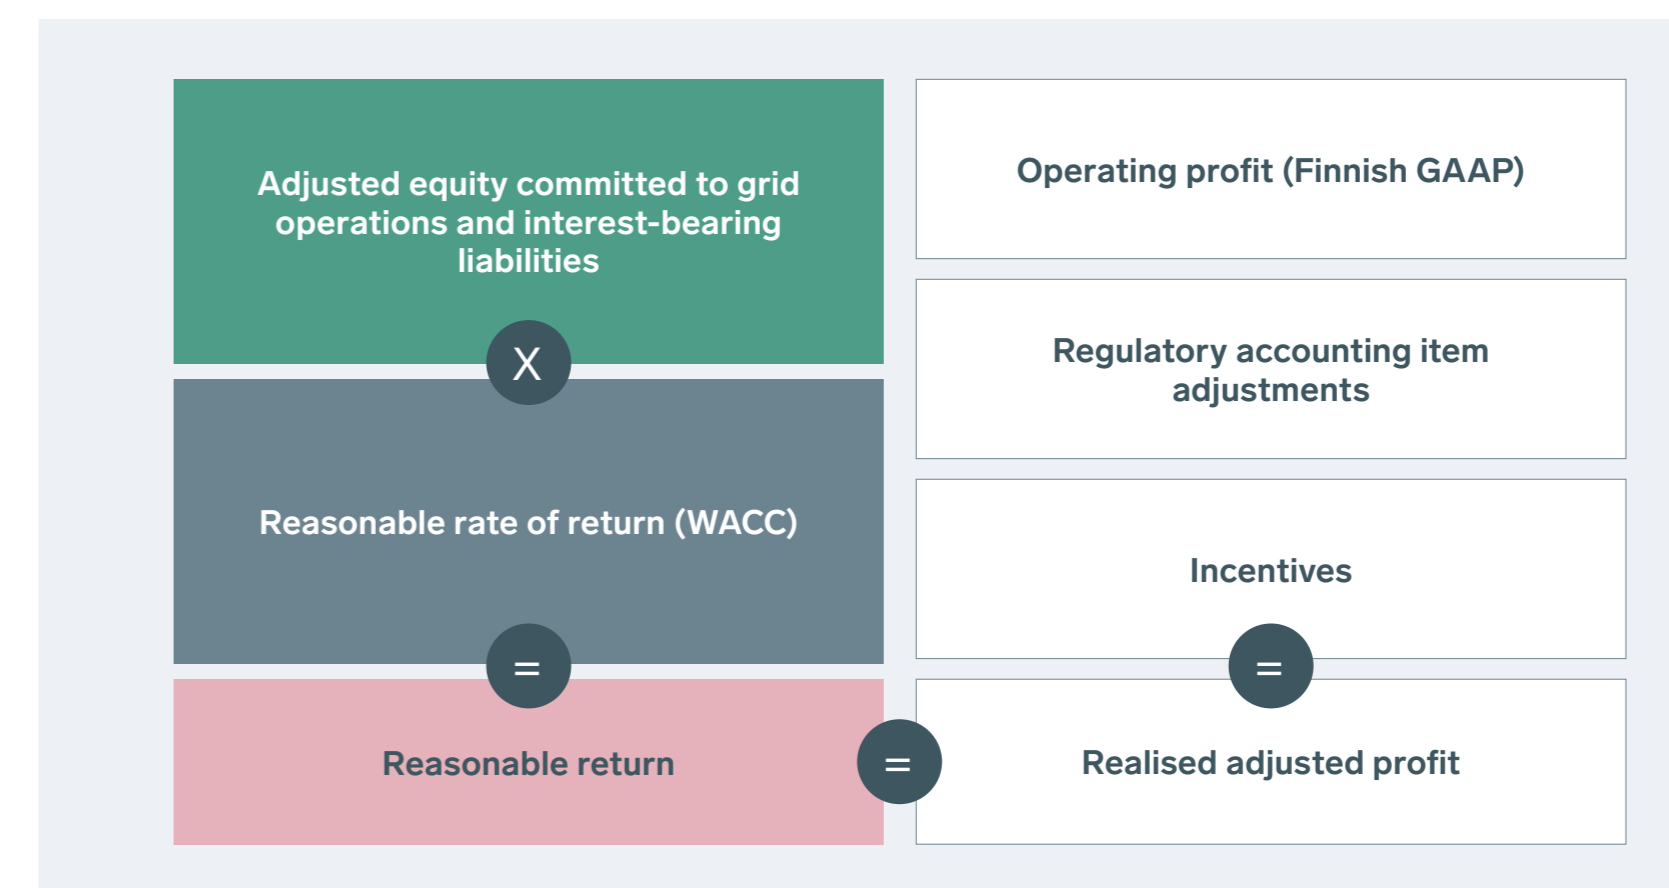 Adjusted equity committed to grid
operations and interest-bearing
liabilities
X
Reasonable rate of return (WACC)
=
Reasonable return
=
Operating profit (Finnish GAAP)
Regulatory accounting item
adjustments
Incentives
=
Realised adjusted profit